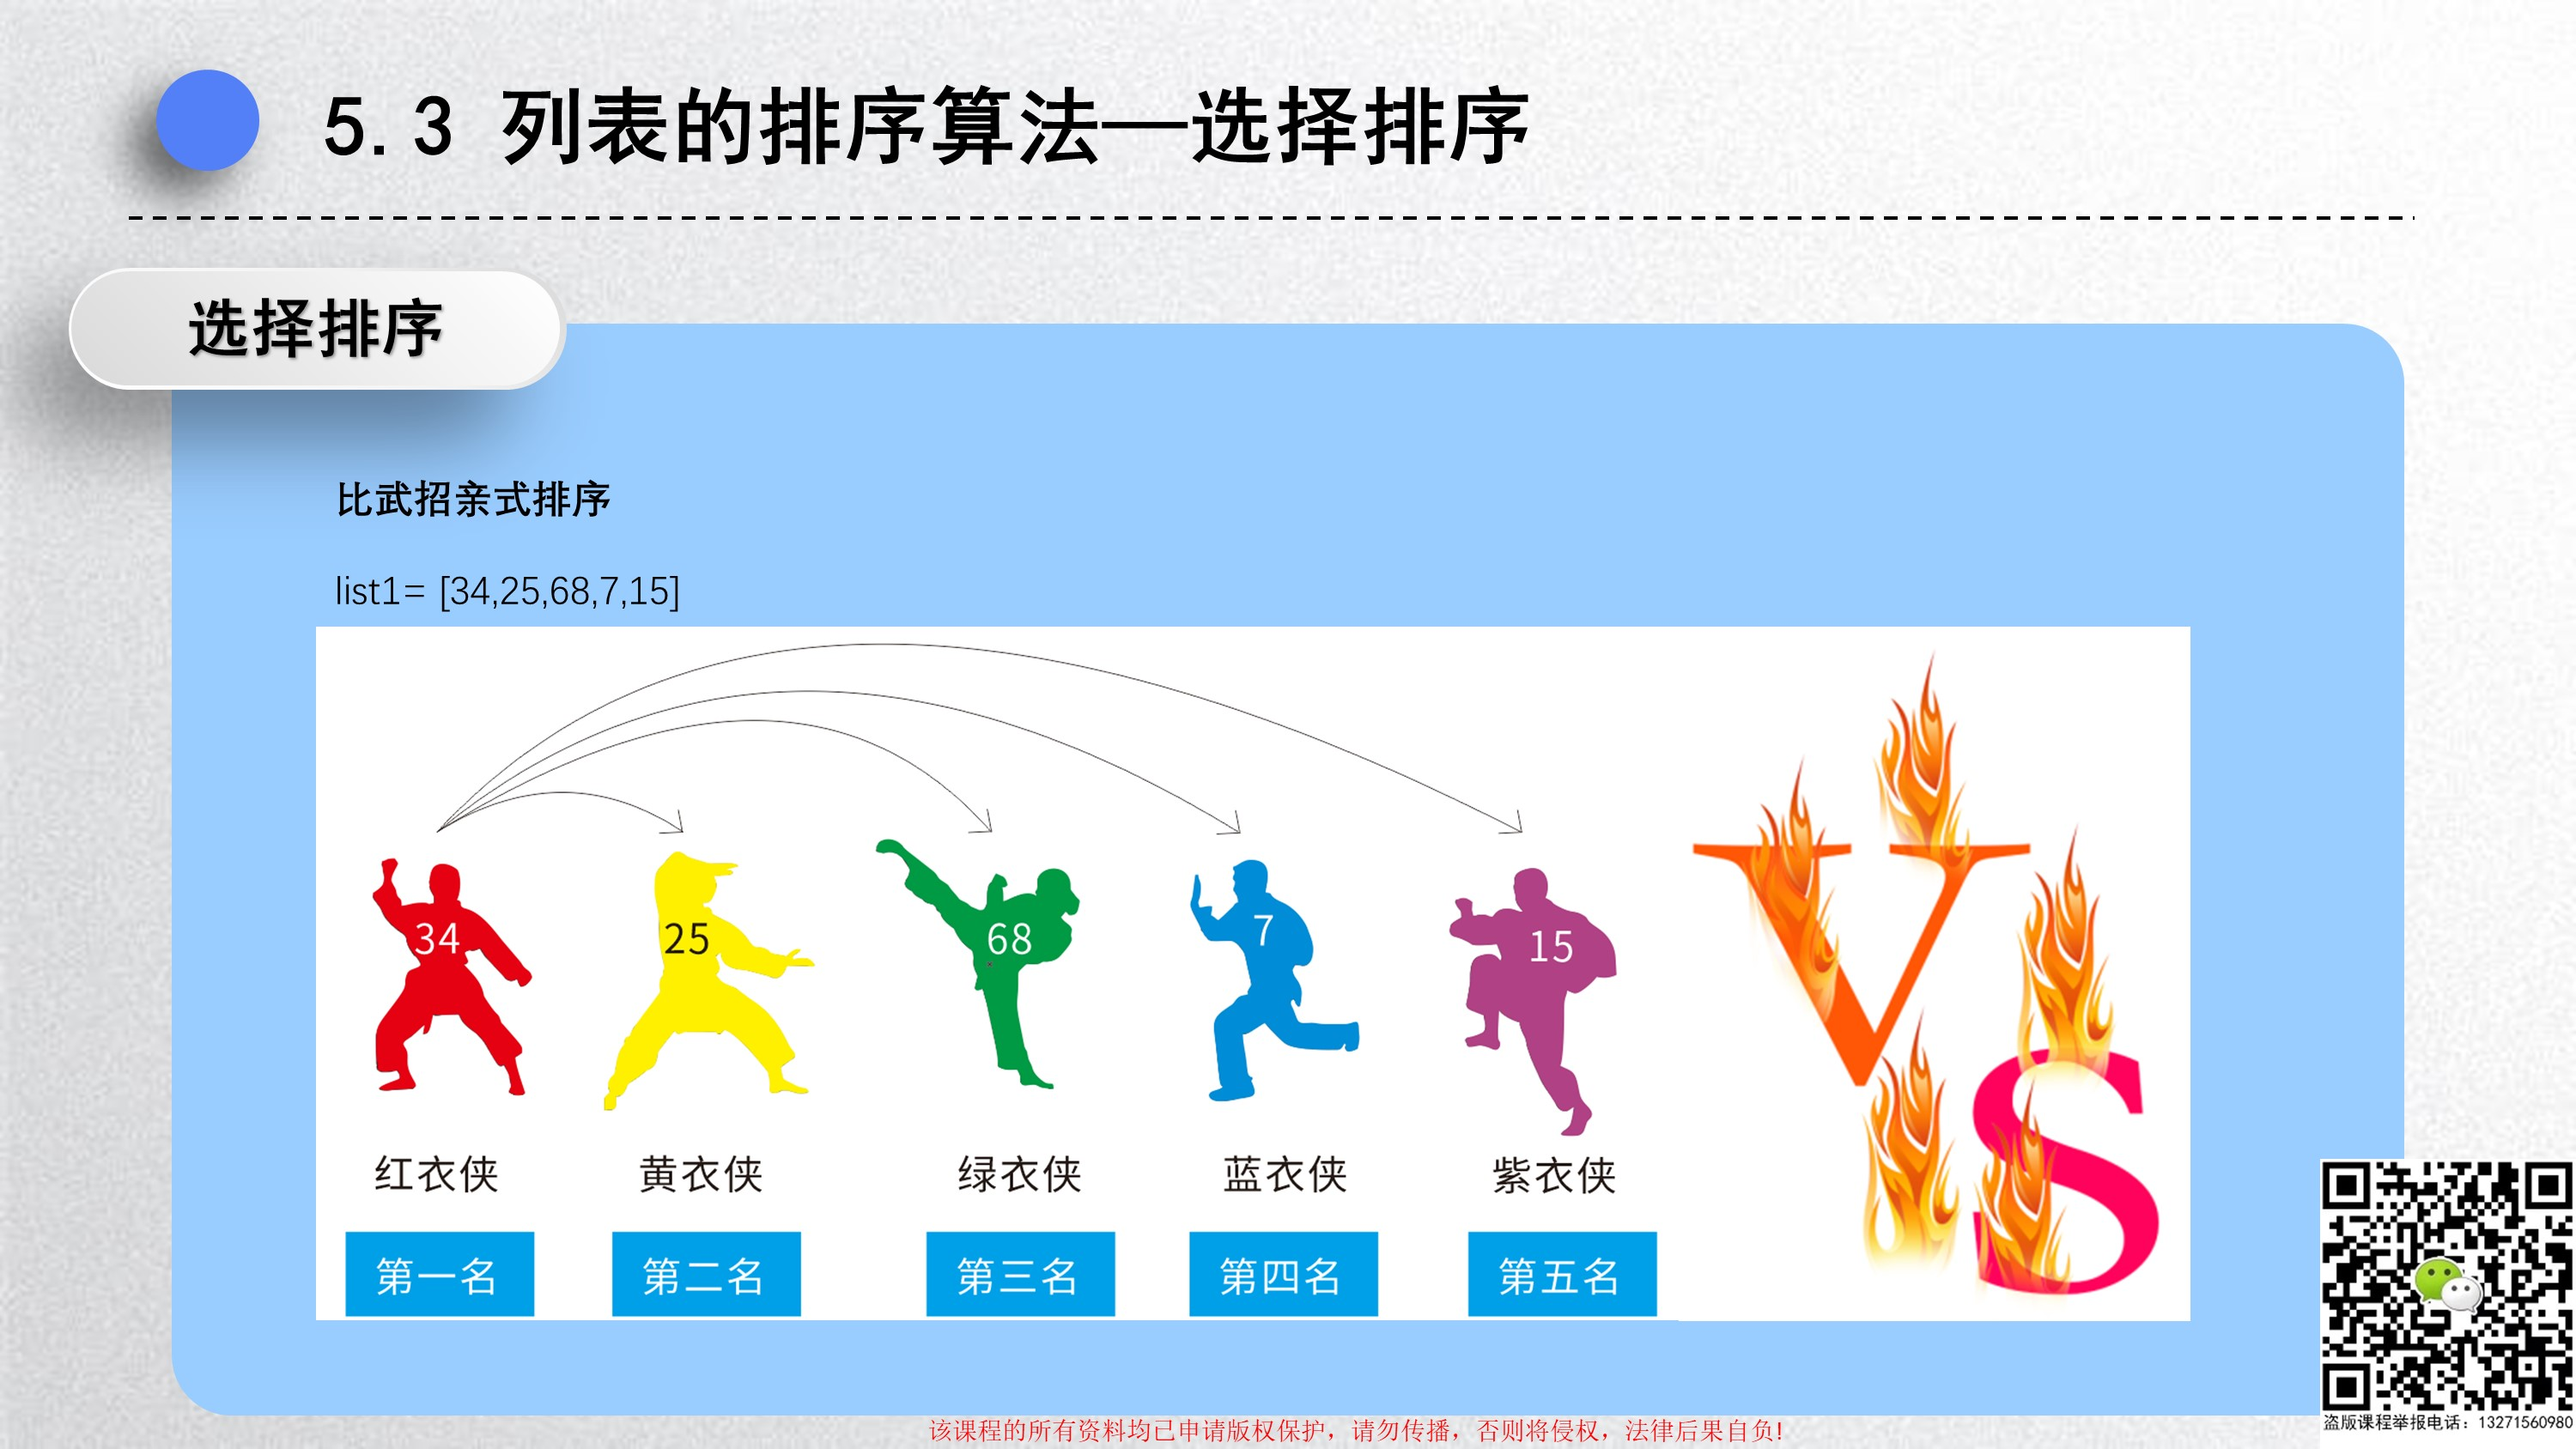 5.3 列表的排序算法—选择排序
选择排序
比武招亲式排序
list1= [34,25,68,7,15]
34 25 68 7 15
VS
红衣侠 黄衣侠 绿衣侠 蓝衣侠 紫衣侠
第一名 第二名 第三名 第四名 第五名
盗版课程举报电话：13271560980
该课程的所有资料均已申请版权保护，请勿传播，否则将侵权，法律后果自负!